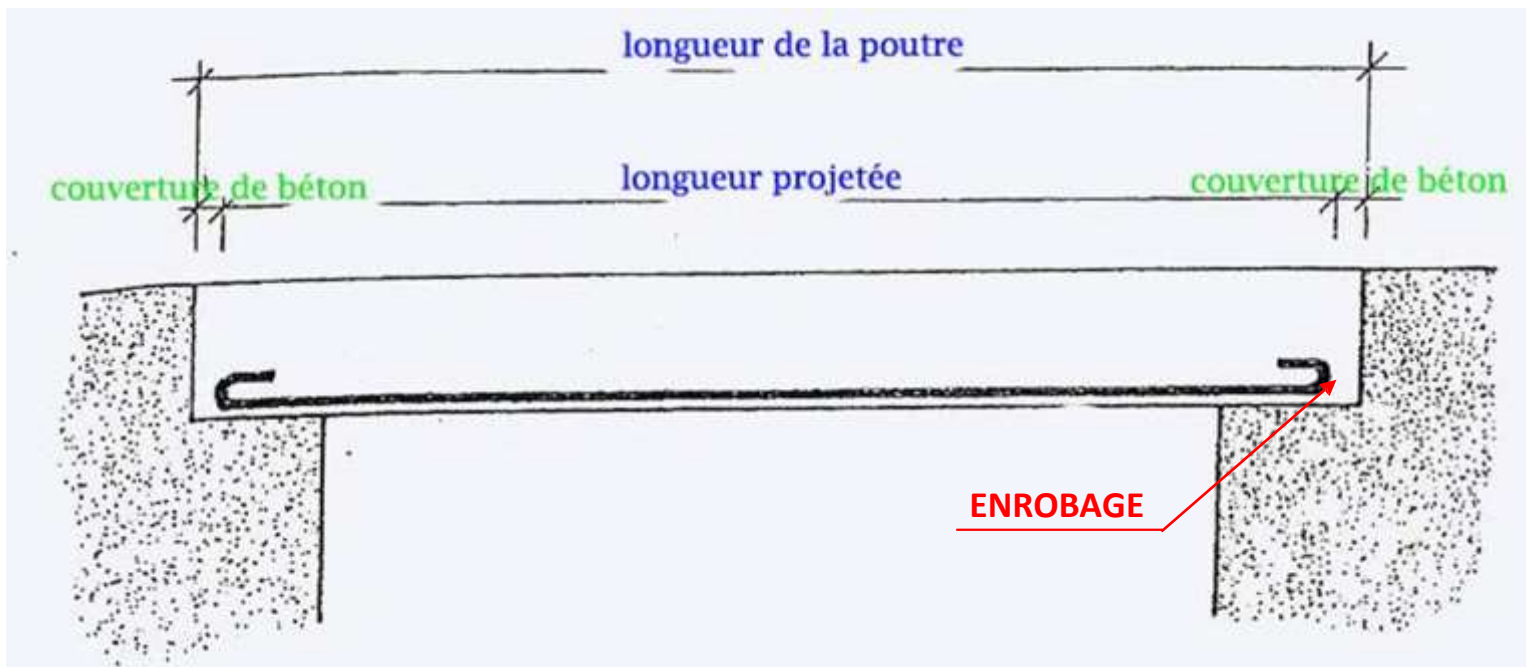 longueur de la poutre
couverture de béton
longueur projetée
couverture de béton
ENROBAGE